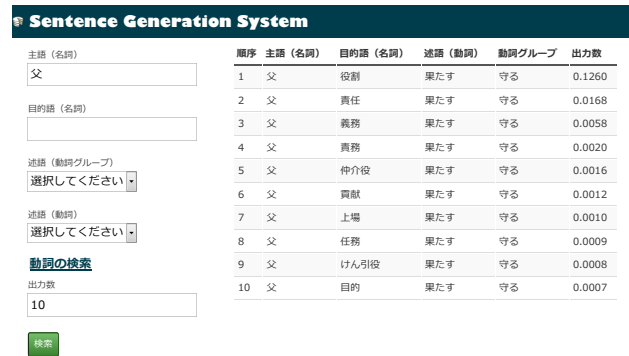 Sentence Generation System
主語（名詞）
父
目的語（名詞）
述語（動詞グループ）
選択してください
述語（動詞）
選択してください
動詞の検索
出力数
10
検索
順序 主語（名詞） 目的語（名詞） 述語（動詞） 動詞グループ 出力数
1 父 役割 果たす 守る 0.1260
2 父 責任 果たす 守る 0.0168
3 父 義務 果たす 守る 0.0058
4 父 責務 果たす 守る 0.0020
5 父 仲介役 果たす 守る 0.0016
6 父 貢献 果たす 守る 0.0012
7 父 上場 果たす 守る 0.0010
8 父 任務 果たす 守る 0.0009
9 父 けん引役 果たす 守る 0.0008
10 父 目的 果たす 守る 0.0007